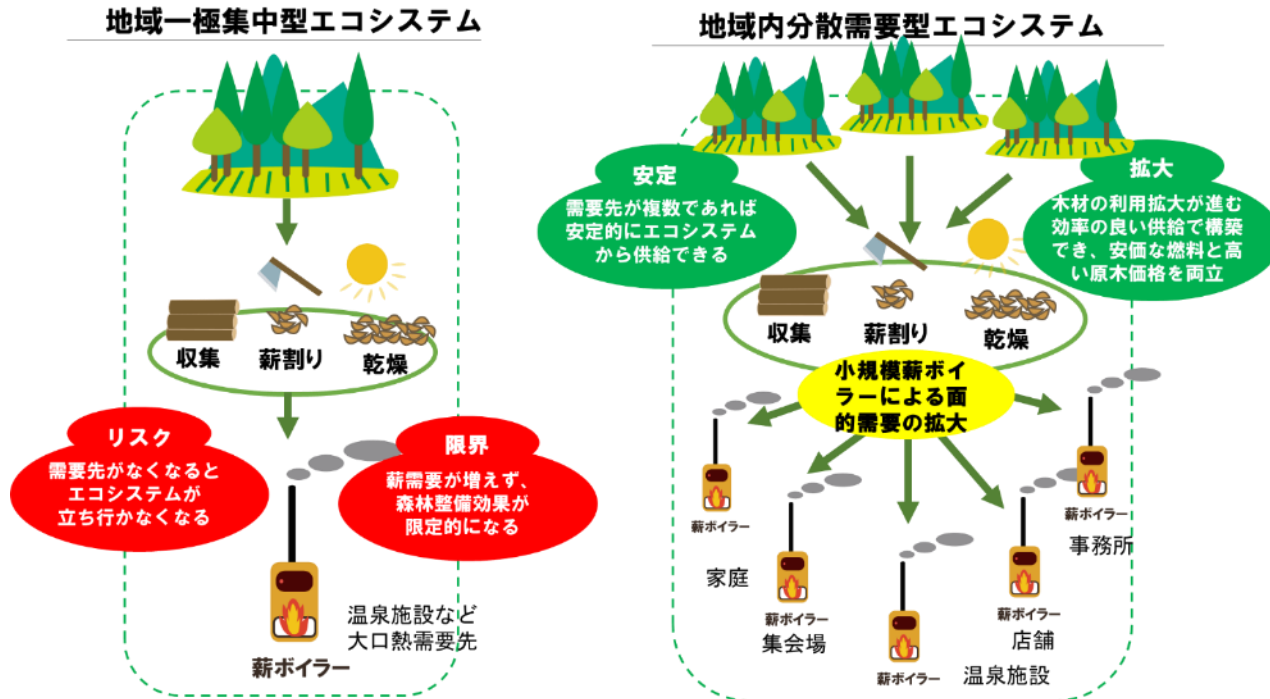 地域一極集中型エコシステム
収集
薪割り
乾燥
リスク
需要先がなくなると
エコシステムが
立ち行かなくなる
限界
薪需要が増えず、
森林整備効果が
限定的になる
温泉施設など
大口熱需要先
薪ボイラー
地域内分散需要型エコシステム
安定
需要先が複数であれば
安定的にエコシステム
から供給できる
拡大
木材の利用拡大が進む
効率の良い供給で構築
でき、安価な燃料と高
い原木価格を両立
収集
薪割り
乾燥
小規模薪ボイ
ラーによる面
的需要の拡大
薪ボイラー
家庭
薪ボイラー
集会場
薪ボイラー
温泉施設
薪ボイラー
店舗
薪ボイラー
事務所